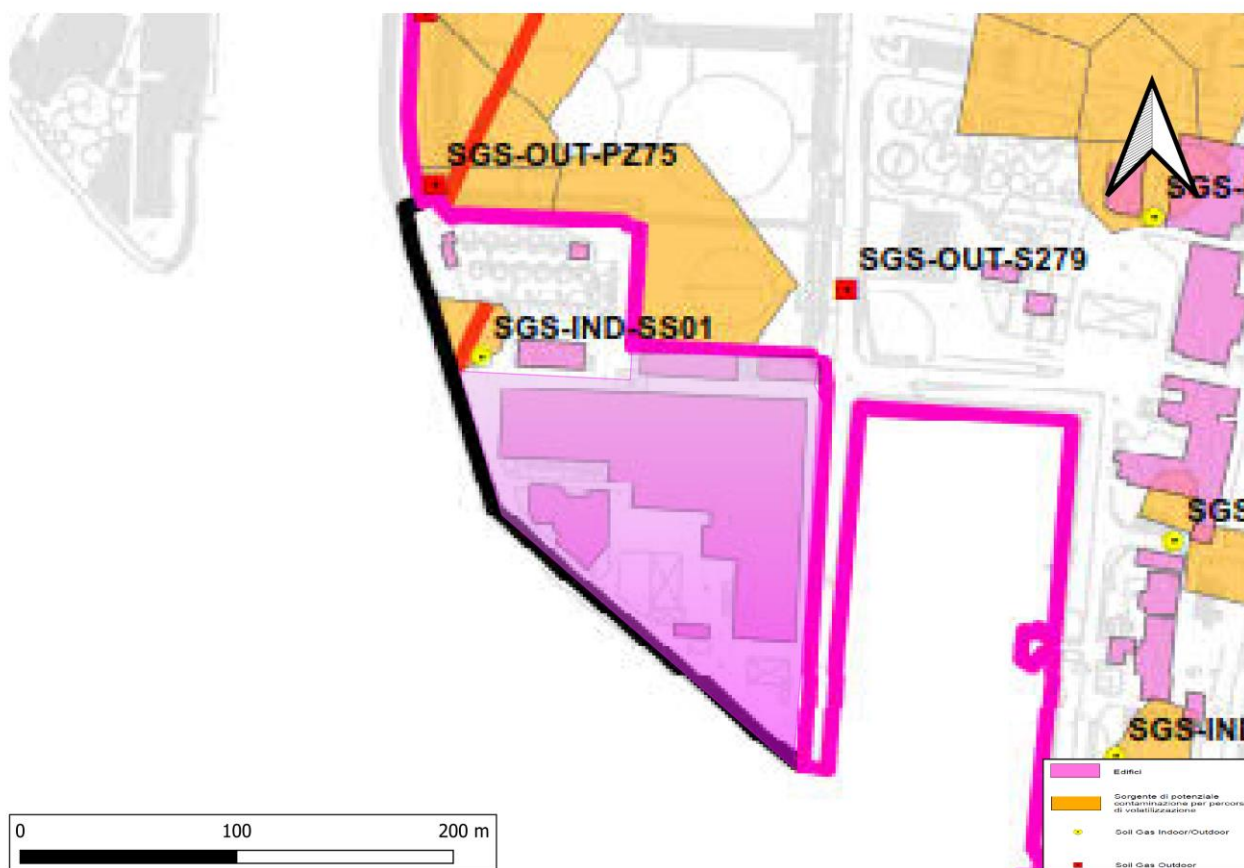 SGS-OUT-PZ75
SGS-
SGS-OUT-S279
SGS-IND-SS01
SGS
SGS-IN
Edifici
Sorgente di potenziale
contaminazione per percors
di volatilizzazione
Soil Gas Indoor/Outdoor
Soil Gas Outdoor
0 100 200 m